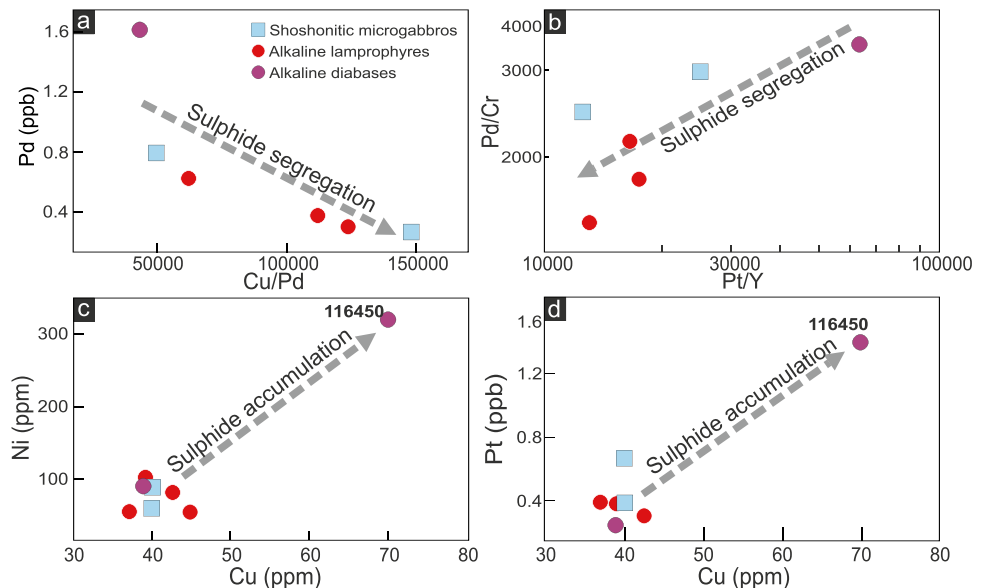 a
1.6
1.2
0.8
0.4
Pd (ppb)
Shoshonitic microgabbros
Alkaline lamprophyres
Alkaline diabases
Sulphide segregation
50000
100000
150000
Cu/Pd
b
4000
3000
2000
Pd/Cr
Sulphide segregation
10000
30000
100000
Pt/Y
c
300
200
100
Ni (ppm)
116450
Sulphide accumulation
30
40
50
60
70
80
Cu (ppm)
d
1.6
1.2
0.8
0.4
Pt (ppb)
116450
Sulphide accumulation
30
40
50
60
70
80
Cu (ppm)